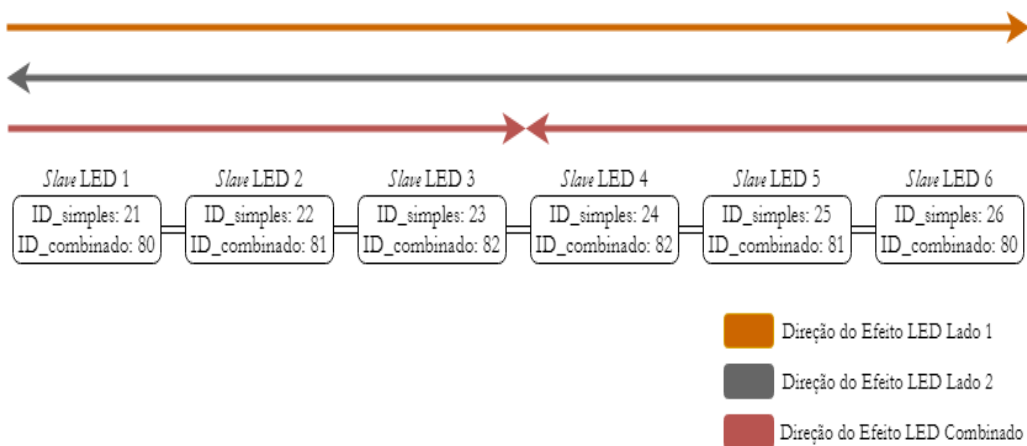 Slave LED 1 Slave LED 2 Slave LED 3 Slave LED 4 Slave LED 5 Slave LED 6
ID_simples: 21 ID_simples: 22 ID_simples: 23 ID_simples: 24 ID_simples: 25 ID_simples: 26
ID_combinado: 80 ID_combinado: 81 ID_combinado: 82 ID_combinado: 82 ID_combinado: 81 ID_combinado: 80
Direção do Efeito LED Lado 1
Direção do Efeito LED Lado 2
Direção do Efeito LED Combinado